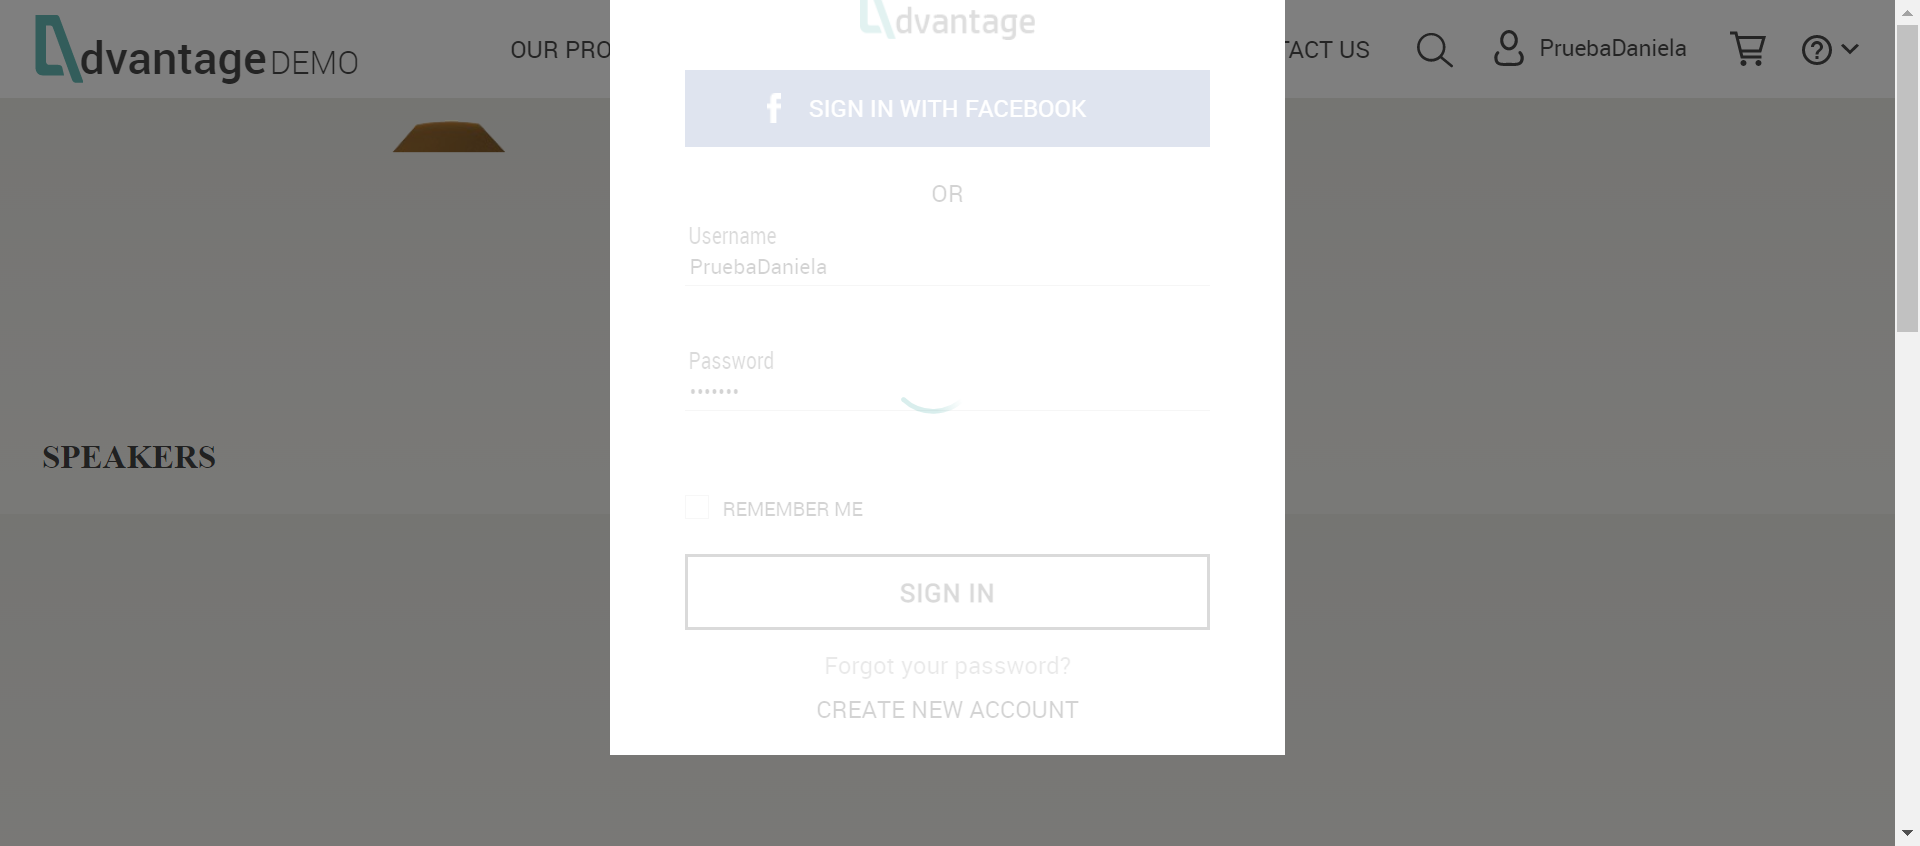 dvantage DEMO
OUR PRO
TACT US
PruebaDaniela
dvantage
SIGN IN WITH FACEBOOK
OR
Username
PruebaDaniela
Password
•••••••
SPEAKERS
REMEMBER ME
SIGN IN
Forgot your password?
CREATE NEW ACCOUNT